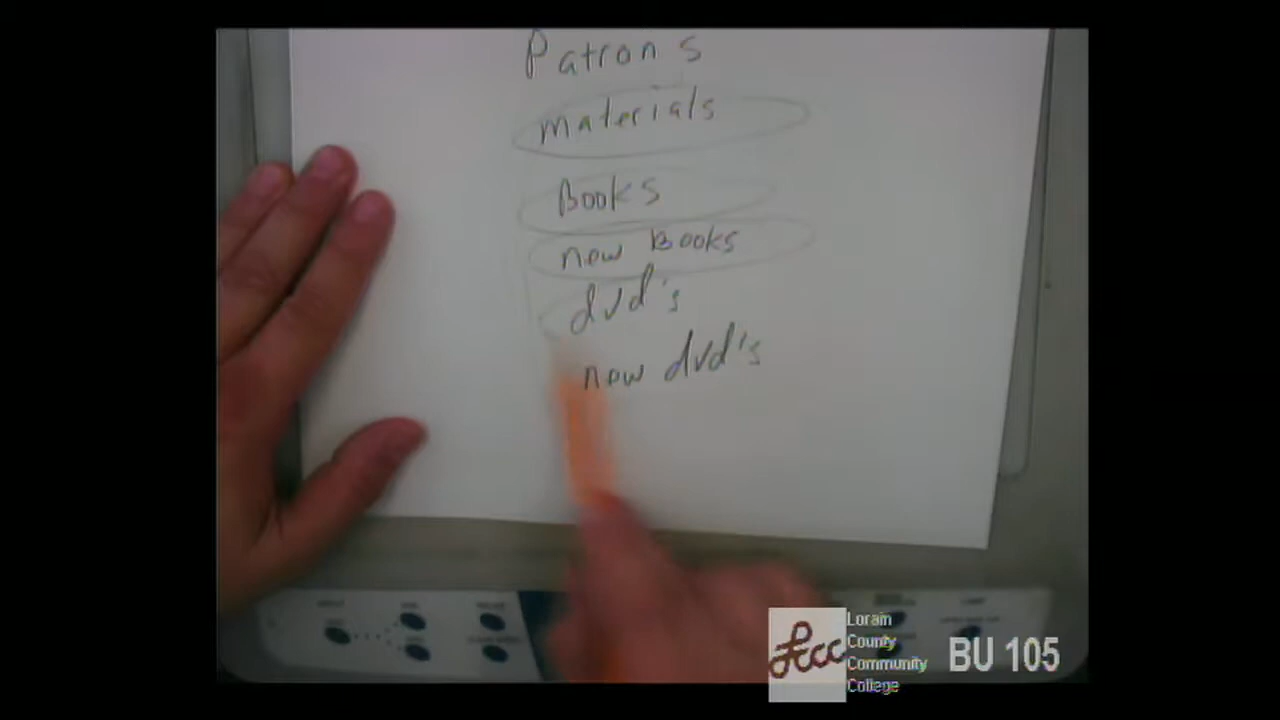 Patrons
materials
Books
new Books
dvd's
new dvd's
Lorain
County
Community
College
BU 105